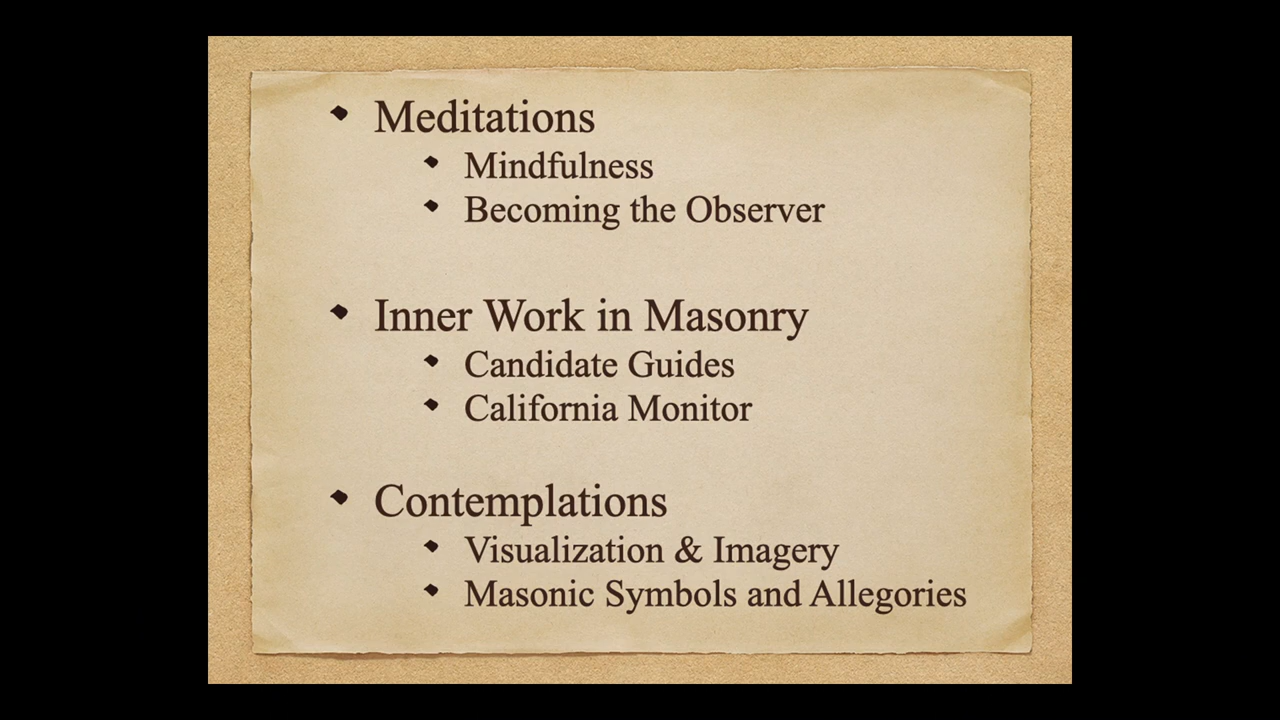 Meditations
Mindfulness
Becoming the Observer
Inner Work in Masonry
Candidate Guides
California Monitor
Contemplations
Visualization & Imagery
Masonic Symbols and Allegories